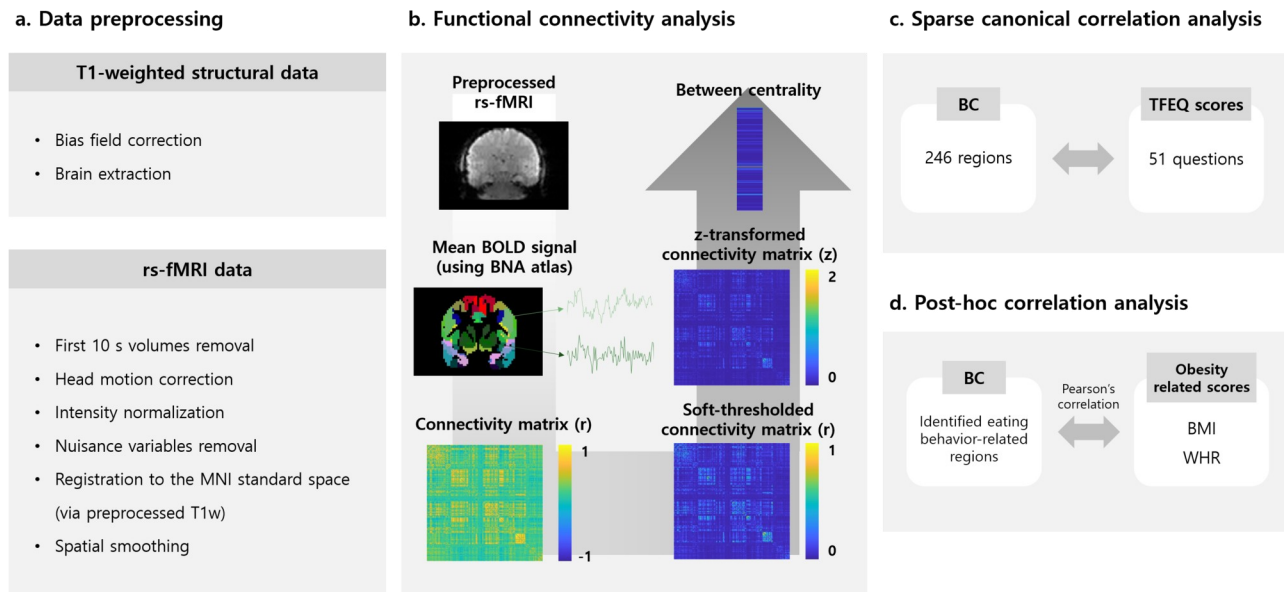 a. Data preprocessing
T1-weighted structural data
• Bias field correction
• Brain extraction
rs-fMRI data
• First 10 s volumes removal
• Head motion correction
• Intensity normalization
• Nuisance variables removal
• Registration to the MNI standard space
(via preprocessed T1w)
• Spatial smoothing
b. Functional connectivity analysis
Preprocessed
rs-fMRI
Mean BOLD signal
(using BNA atlas)
Connectivity matrix (r)
1
-1
Soft-thresholded
connectivity matrix (r)
1
0
z-transformed
connectivity matrix (z)
2
0
Between centrality
c. Sparse canonical correlation analysis
BC
246 regions
TFEQ scores
51 questions
d. Post-hoc correlation analysis
BC
Identified eating
behavior-related
regions
Pearson's
correlation
Obesity
related scores
BMI
WHR